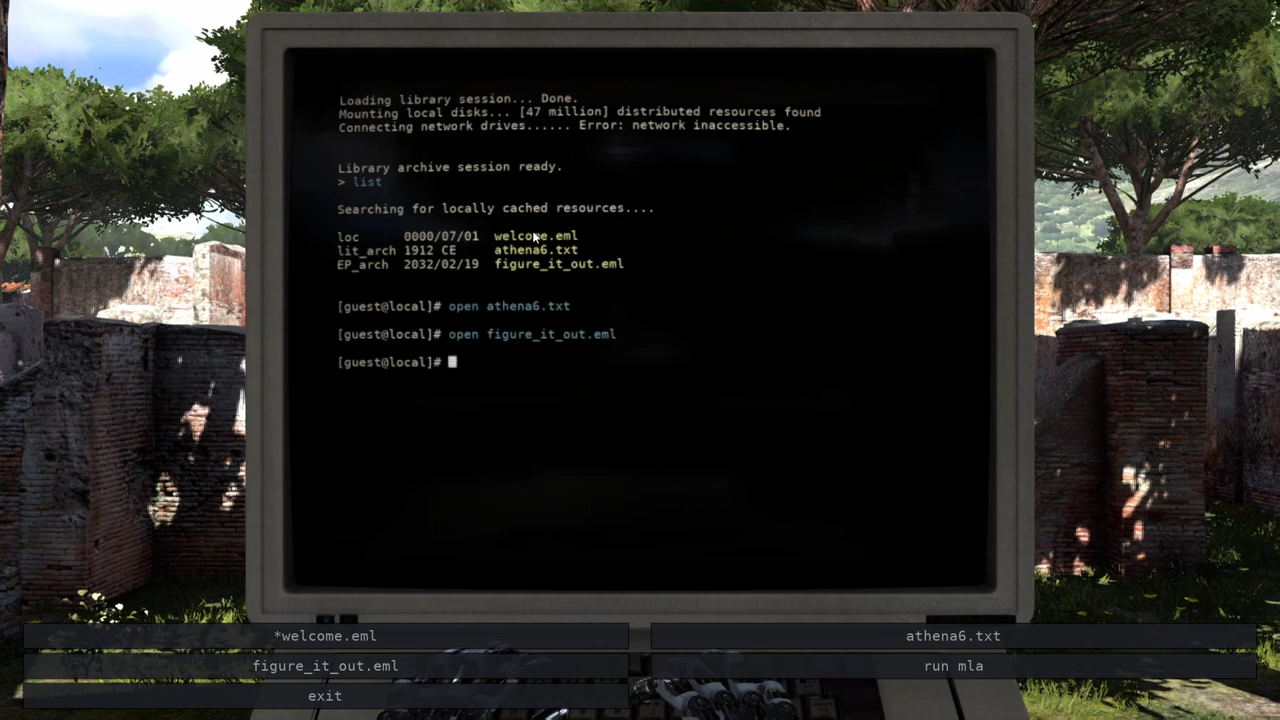 Loading library session... Done.
Mounting local disks... [47 million] distributed resources found
Connecting network drives...... Error: network inaccessible.
Library archive session ready.
> list
Searching for locally cached resources....
loc 0000/07/01 welcome.eml
lit_arch 1912 CE athena6.txt
EP_arch 2032/02/19 figure_it_out.eml
[guest@local]# open athena6.txt
[guest@local]# open figure_it_out.eml
[guest@local]#
*welcome.eml
athena6.txt
figure_it_out.eml
run mla
exit